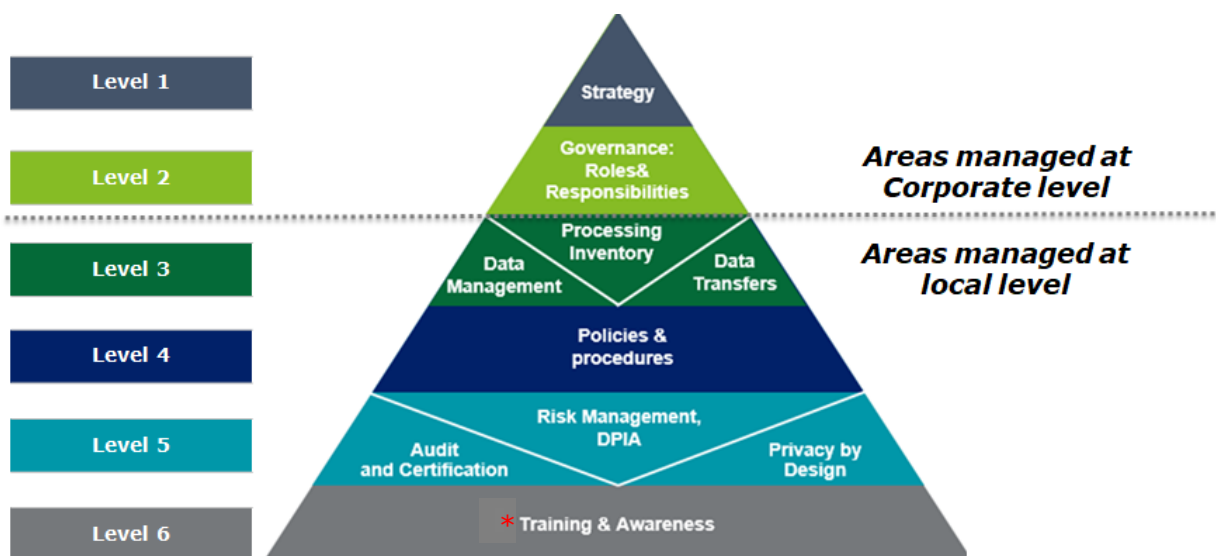 Level 1
Strategy
Level 2
Governance:
Roles&
Responsibilities
Areas managed at
Corporate level
Level 3
Processing
Inventory
Data
Management
Data
Transfers
Areas managed at
local level
Level 4
Policies &
procedures
Level 5
Risk Management,
DPIA
Audit
and Certification
Privacy by
Design
Level 6
* Training & Awareness